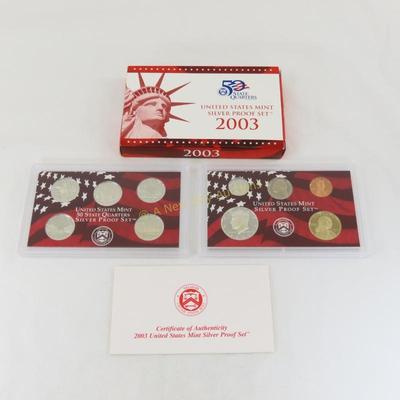 50
STATE
QUARTERS
UNITED STATES MINT
SILVER PROOF SET™
2003
2003
UNITED STATES MINT
50 STATE QUARTERS
SILVER PROOF SET™
UNITED STATES MINT
SILVER PROOF SET™
Certificate of Authenticity
2003 United States Mint Silver Proof Set™